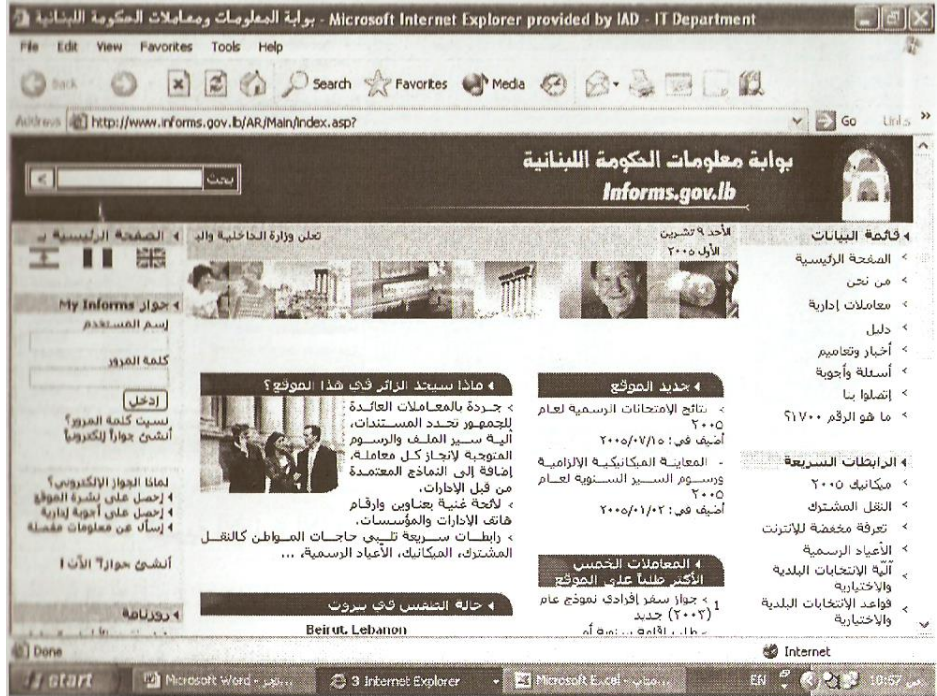 بوابة المعلومات ومعاملات الحكومة اللبنانية - Microsoft Internet Explorer provided by IAD - IT Department
File Edit View Favorites Tools Help
Back Search Favorites Media
Address http://www.informs.gov.lb/AR/Main/index.asp? Go Links »
بوابة معلومات الحكومة اللبنانية
Informs.gov.lb
بحث
قائمة البيانات
الصفحة الرئيسية
من نحن
معاملات إدارية
دليل
أخبار وتعاميم
أسئلة وأجوبة
إتصلوا بنا
ما هو الرقم ١٧٠٠؟
الرابطات السريعة
ميكانيك ٢٠٠٥
النقل المشترك
تعرفة مخفضة للإنترنت
الأعياد الرسمية
آلية الإنتخابات البلدية
والإختيارية
قواعد الإنتخابات البلدية
والإختيارية
الأحد ٩ تشرين
الأول ٢٠٠٥
تعلن وزارة الداخلية والبـ
جديد الموقع
نتائج الإمتحانات الرسمية لعام
٢٠٠٥
أضيف في: ٢٠٠٥/٠٧/١٥
المعاينة الميكانيكية الإلزامية
ورسوم السير السنوية لعام
٢٠٠٥
أضيف في: ٢٠٠٥/٠١/٠٢
المعاملات الخمس
الأكثر طلباً على الموقع
1 > جواز سفر إفرادي نموذج عام
(٢٠٠٢) جديد
ماذا سيجد الزائر في هذا الموقع؟
> جردة بالمعاملات العائدة
للجمهور تحدد المستندات،
آلية سير الملف والرسوم
المتوجبة لإنجاز كل معاملة،
إضافة إلى النماذج المعتمدة
من قبل الإدارات.
> لائحة غنية بعناوين وارقام
هاتف الإدارات والمؤسسات.
> رابطات سريعة تلبي حاجات المواطن كالنقل
المشترك، الميكانيك، الأعياد الرسمية، ...
حالة الطقس في بيروت
Beirut, Lebanon
الصفحة الرئيسية بـ
جواز My Informs
إسم المستخدم
كلمة المرور
إدخل
نسيت كلمة المرور؟
أنشئ جوازاً إلكترونياً
لماذا الجواز الإلكتروني؟
إحصل على نشرة الموقع
إحصل على أجوبة إدارية
إسأل عن معلومات مفصلة
أنشئ جوازك الآن !
روزنامة
Done Internet
start Microsoft Word 3 Internet Explorer Microsoft Excel EN 10:57 ص